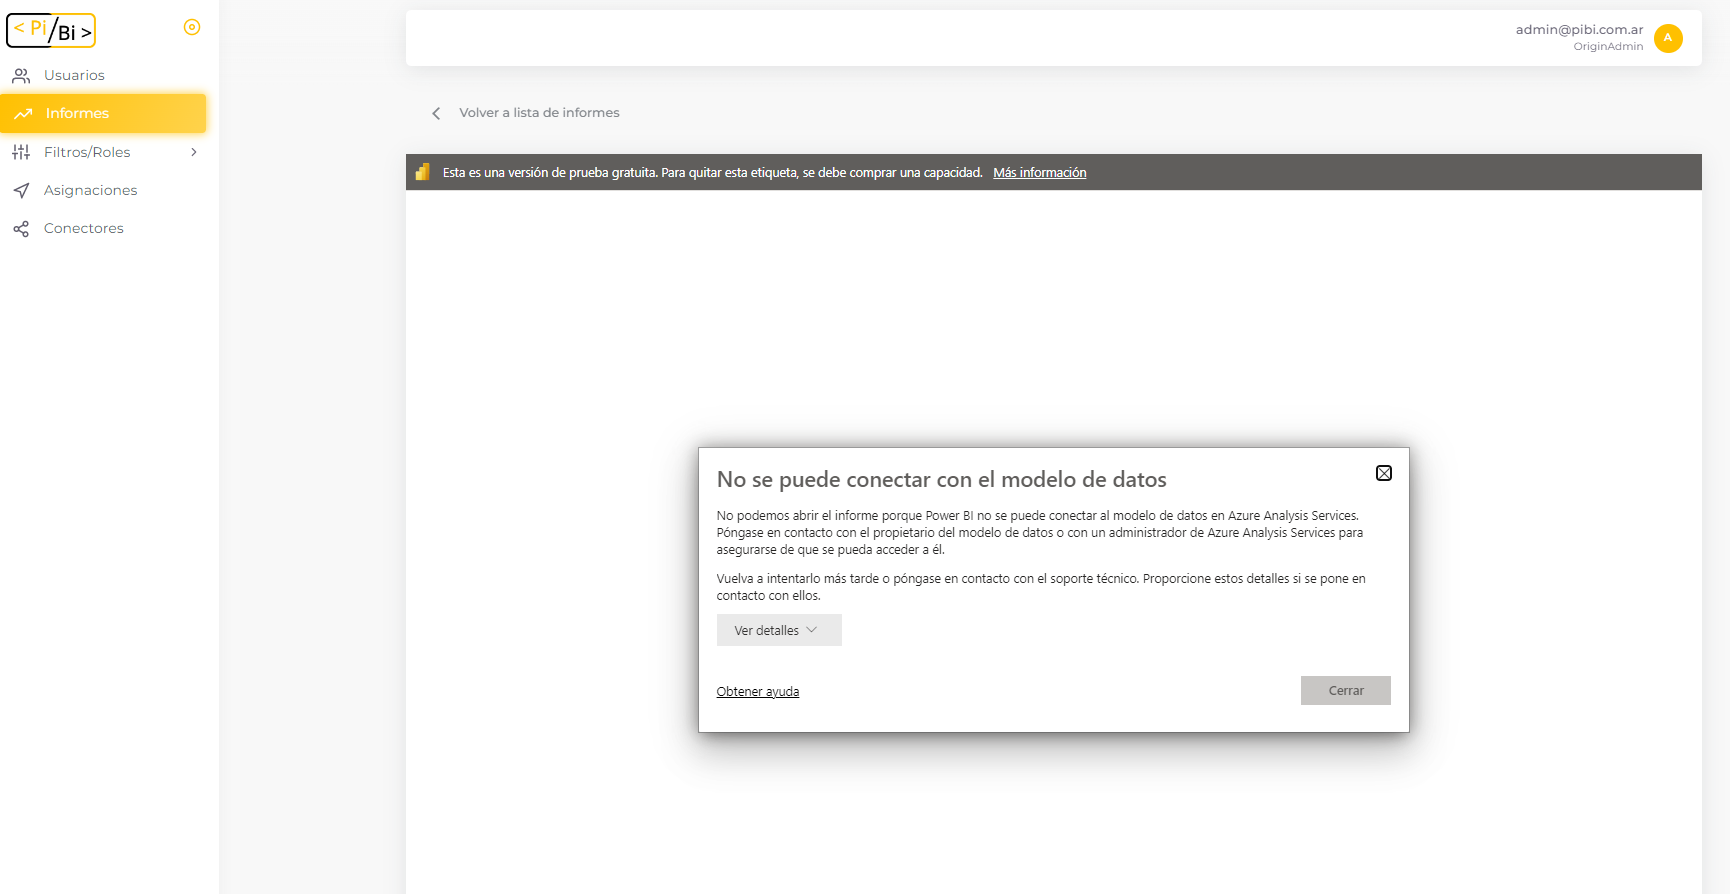 < Pi/Bi >
Usuarios
Informes
Filtros/Roles
Asignaciones
Conectores
admin@pibi.com.ar
OriginAdmin
A
Volver a lista de informes
Esta es una versión de prueba gratuita. Para quitar esta etiqueta, se debe comprar una capacidad. Más información
No se puede conectar con el modelo de datos
No podemos abrir el informe porque Power BI no se puede conectar al modelo de datos en Azure Analysis Services.
Póngase en contacto con el propietario del modelo de datos o con un administrador de Azure Analysis Services para
asegurarse de que se pueda acceder a él.
Vuelva a intentarlo más tarde o póngase en contacto con el soporte técnico. Proporcione estos detalles si se pone en
contacto con ellos.
Ver detalles
Obtener ayuda
Cerrar